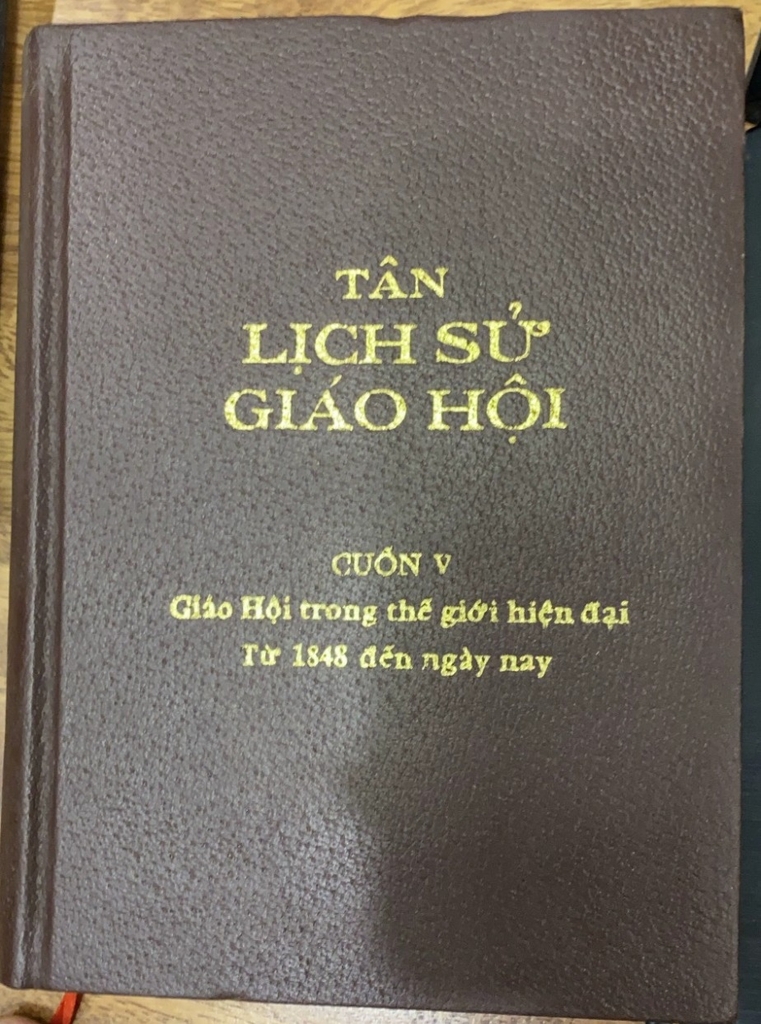 TÂN
LỊCH SỬ
GIÁO HỘI
CUỐN V
Giáo Hội trong thế giới hiện đại
Từ 1848 đến ngày nay